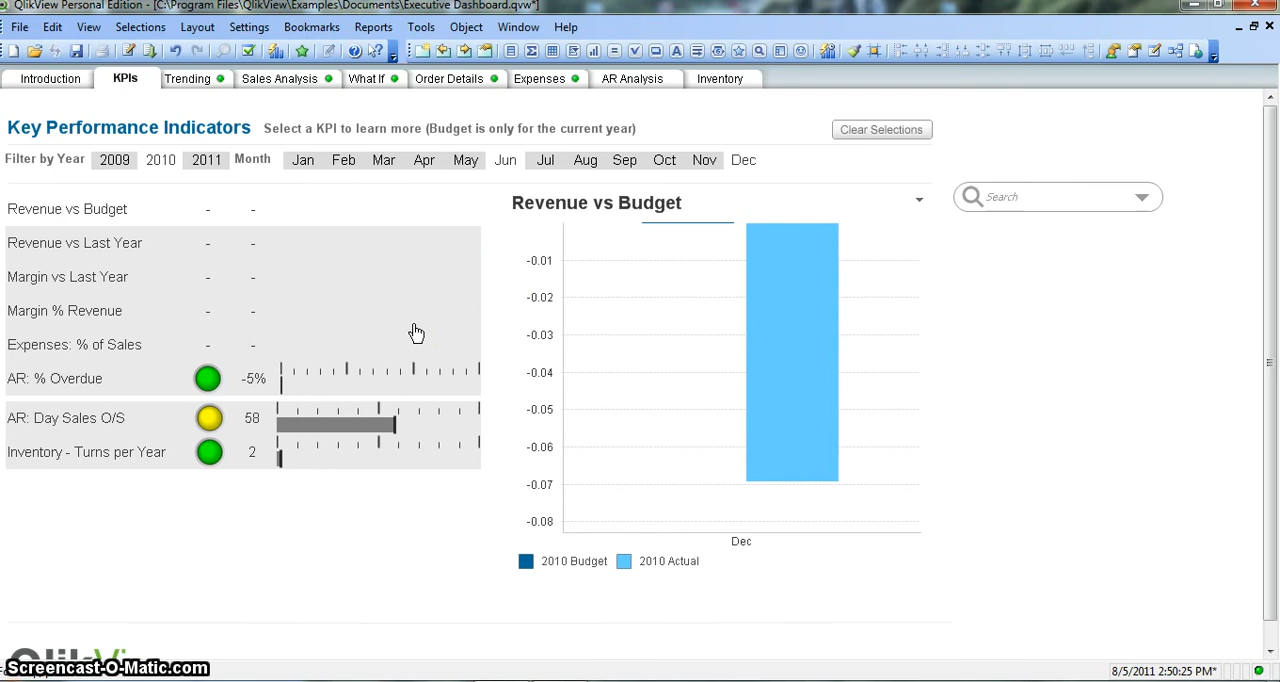 QlikView Personal Edition - [C:\Program Files\QlikView\Examples\Documents\Executive Dashboard.qvw*]
File Edit View Selections Layout Settings Bookmarks Reports Tools Object Window Help
Introduction KPIs Trending Sales Analysis What If Order Details Expenses AR Analysis Inventory
Key Performance Indicators Select a KPI to learn more (Budget is only for the current year) Clear Selections
Filter by Year 2009 2010 2011 Month Jan Feb Mar Apr May Jun Jul Aug Sep Oct Nov Dec
Search
Revenue vs Budget - -
Revenue vs Last Year - -
Margin vs Last Year - -
Margin % Revenue - -
Expenses: % of Sales - -
AR: % Overdue -5%
AR: Day Sales O/S 58
Inventory - Turns per Year 2
Revenue vs Budget
-0.01
-0.02
-0.03
-0.04
-0.05
-0.06
-0.07
-0.08
Dec
2010 Budget 2010 Actual
QlikView
Screencast-O-Matic.com
8/5/2011 2:50:25 PM*